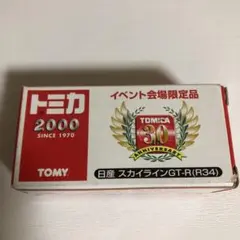 トミカ
2000
SINCE 1970
TOMY
イベント会場限定品
TOMICA
30
ANNIVERSARY
日産 スカイラインGT-R(R34)